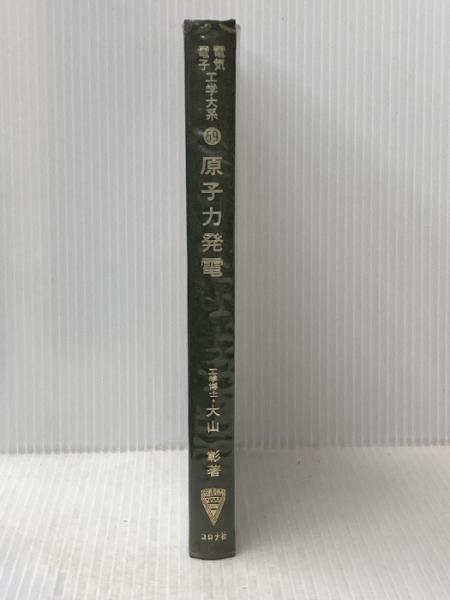 電気
電子
工学大系
59
原子力発電
工学博士・大山 彰著
コロナ社